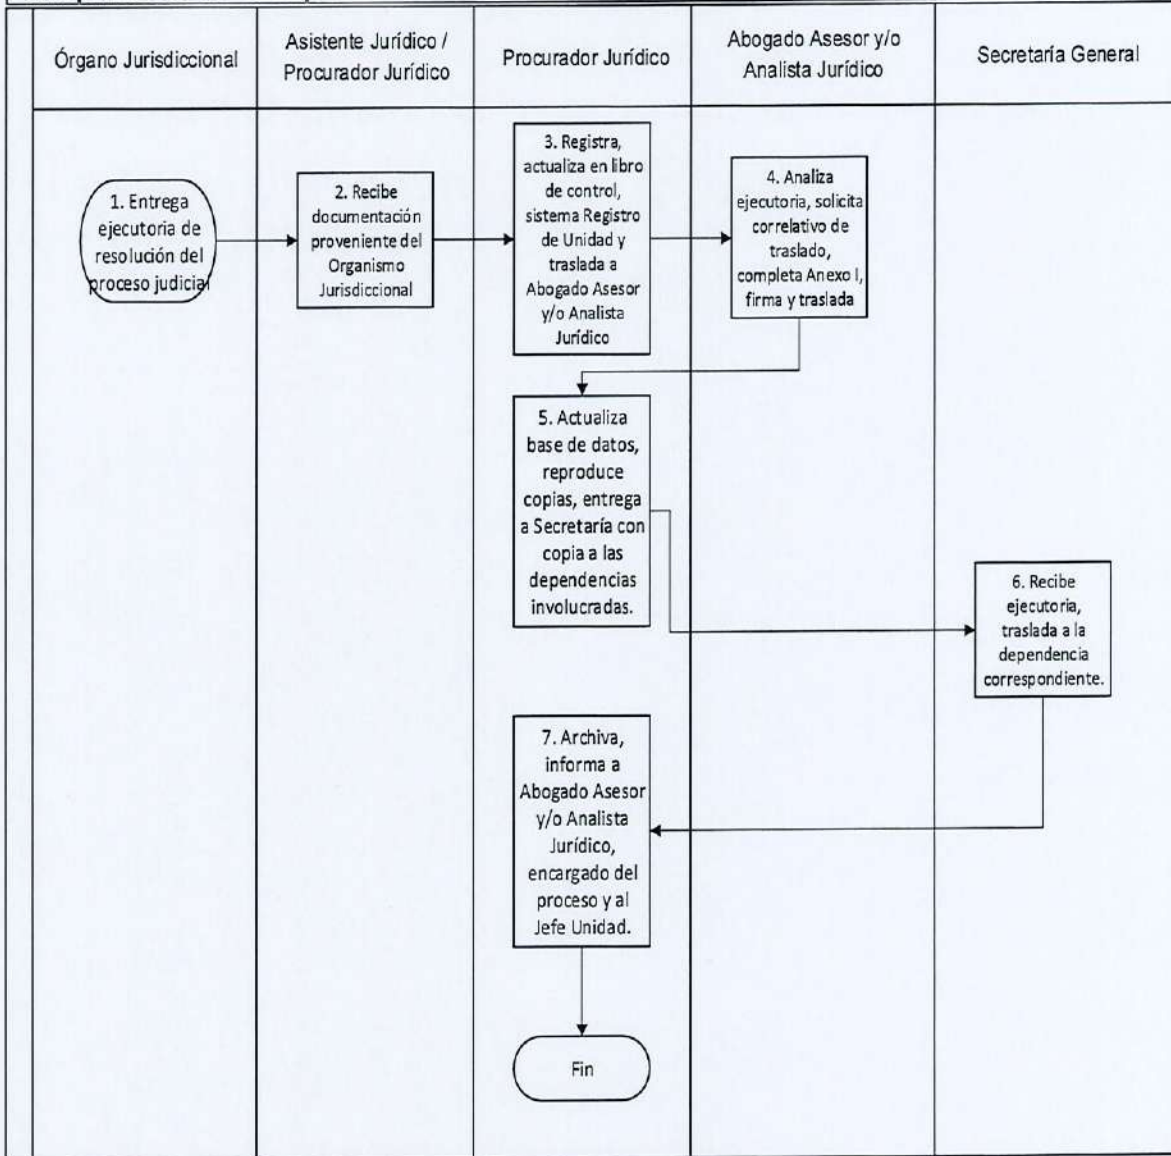 Órgano Jurisdiccional
Asistente Jurídico /
Procurador Jurídico
Procurador Jurídico
Abogado Asesor y/o
Analista Jurídico
Secretaría General
1. Entrega
ejecutoria de
resolución del
proceso judicial
2. Recibe
documentación
proveniente del
Organismo
Jurisdiccional
3. Registra,
actualiza en libro
de control,
sistema Registro
de Unidad y
traslada a
Abogado Asesor
y/o Analista
Jurídico
4. Analiza
ejecutoria, solicita
correlativo de
traslado,
completa Anexo I,
firma y traslada
5. Actualiza
base de datos,
reproduce
copias, entrega
a Secretaría con
copia a las
dependencias
involucradas.
6. Recibe
ejecutoria,
traslada a la
dependencia
correspondiente.
7. Archiva,
informa a
Abogado Asesor
y/o Analista
Jurídico,
encargado del
proceso y al
Jefe Unidad.
Fin